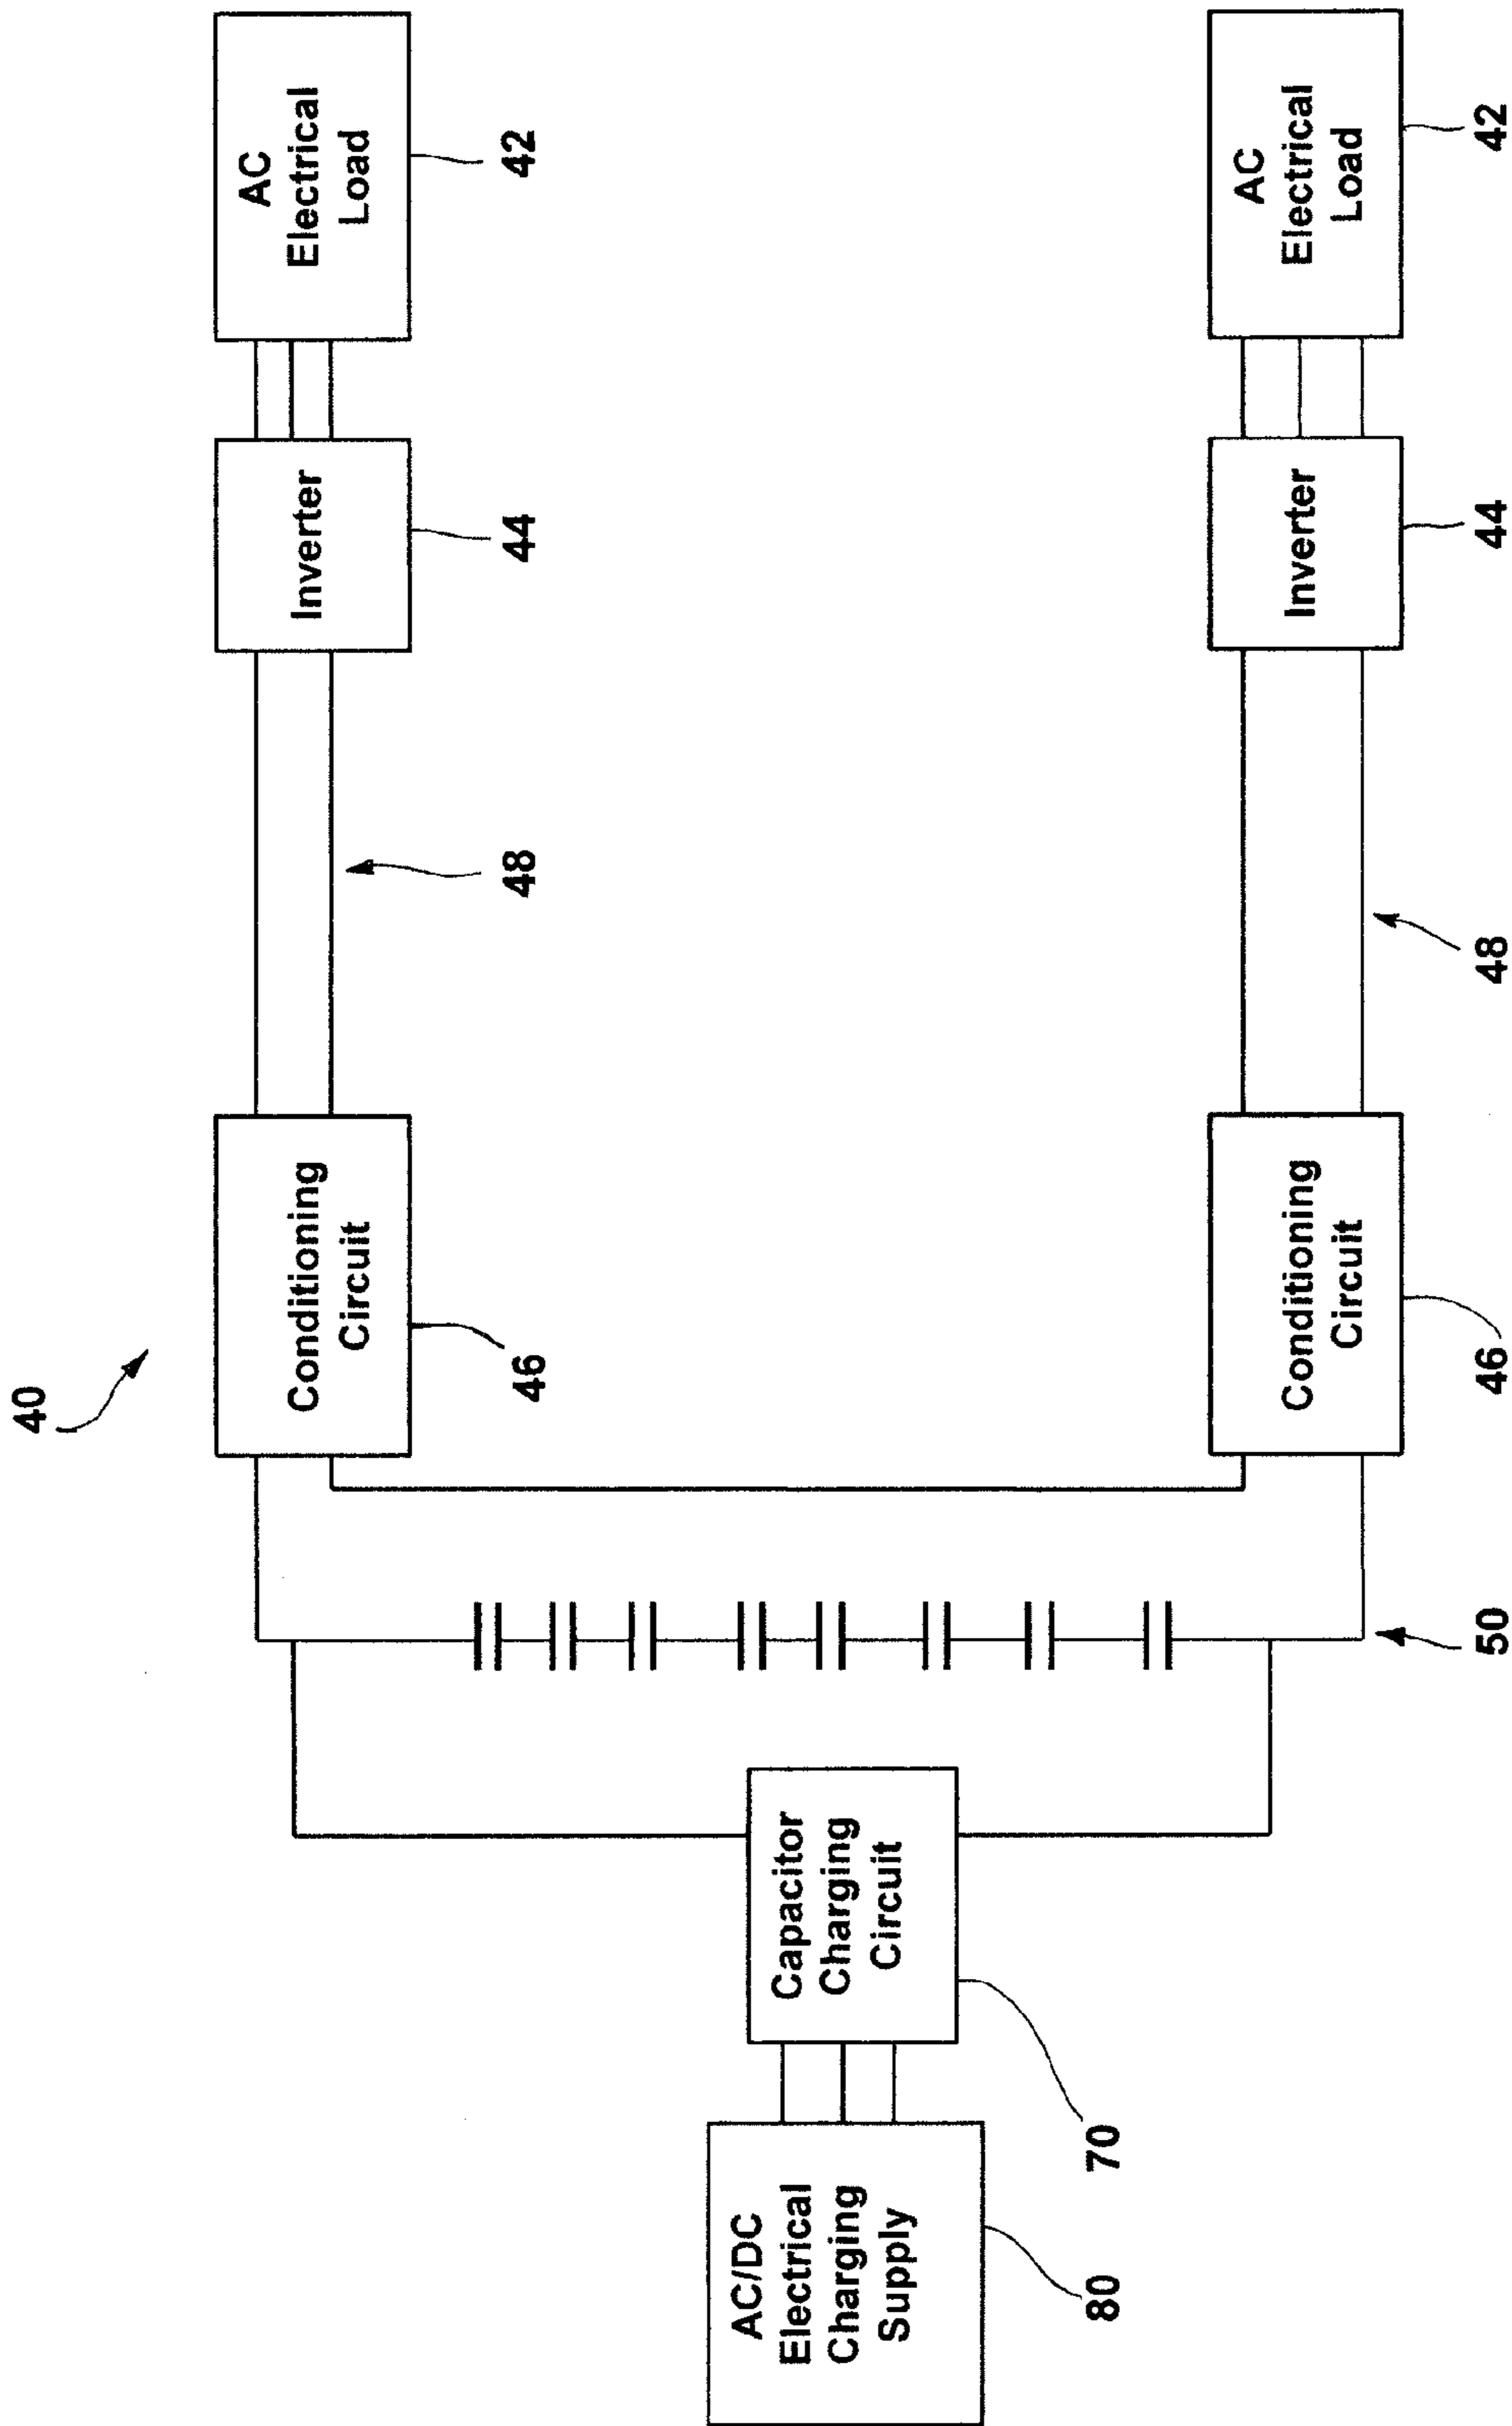 40
AC
Electrical
Load
42
Inverter
44
48
Conditioning
Circuit
46
AC
Electrical
Load
42
Inverter
44
48
Conditioning
Circuit
46
50
Capacitor
Charging
Circuit
70
AC/DC
Electrical
Charging
Supply
80